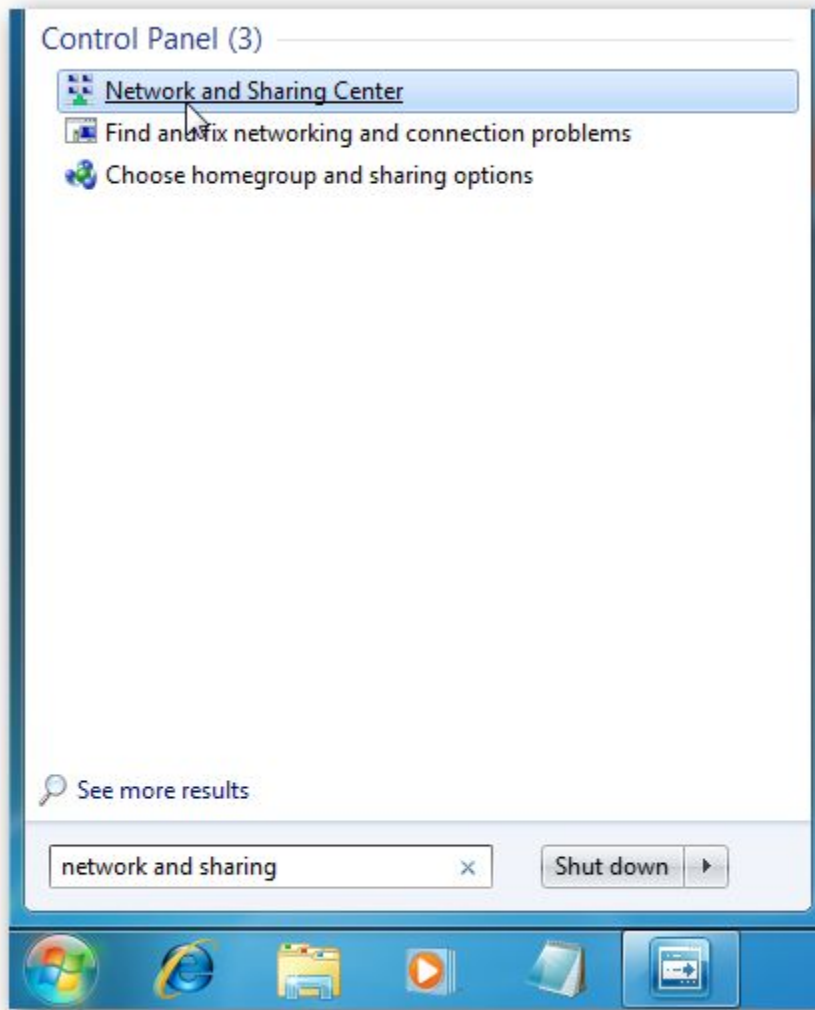 Control Panel (3)
Network and Sharing Center
Find and fix networking and connection problems
Choose homegroup and sharing options
See more results
network and sharing
Shut down